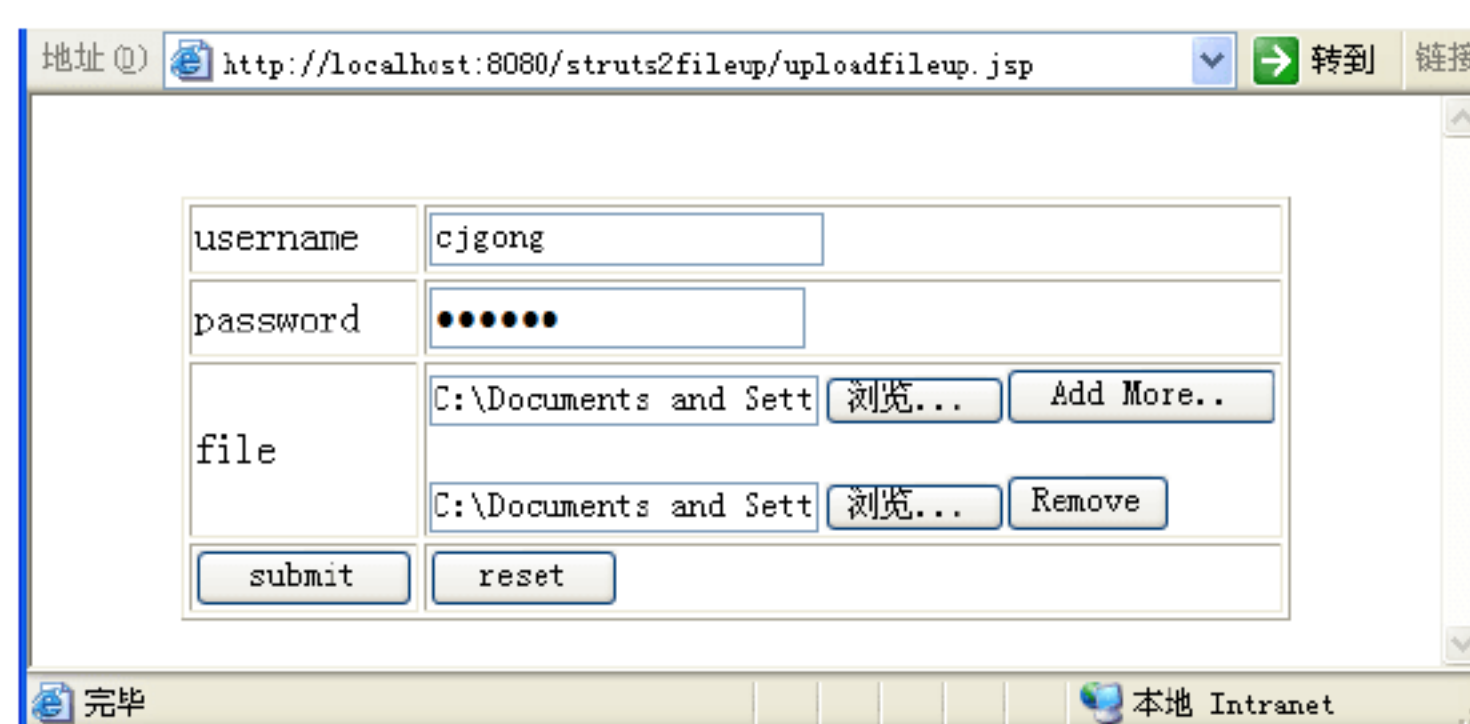 地址(D) http://localhost:8080/struts2fileup/uploadfileup.jsp 转到 链接
username cjgong
password ●●●●●●
C:\Documents and Sett 浏览... Add More..
file
C:\Documents and Sett 浏览... Remove
submit reset
完毕 本地 Intranet